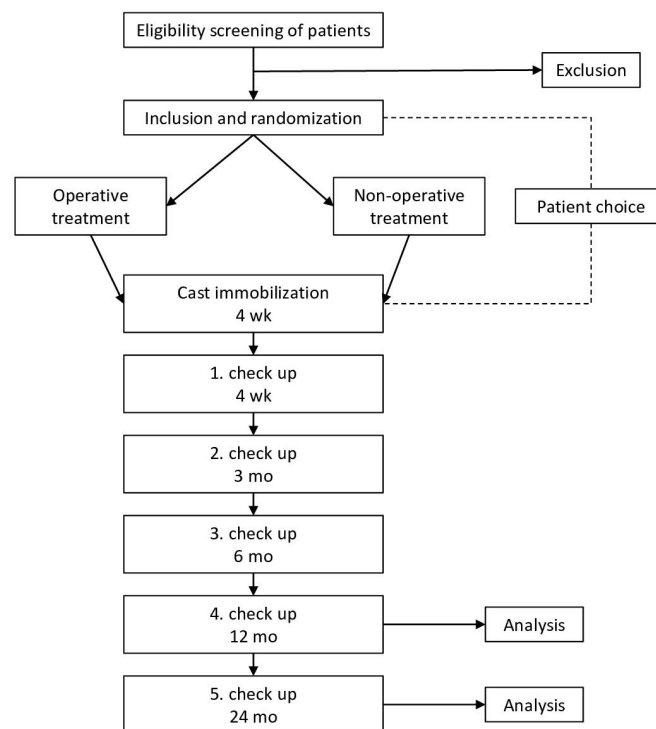 Eligibility screening of patients
Exclusion
Inclusion and randomization
Operative
treatment
Non-operative
treatment
Patient choice
Cast immobilization
4 wk
1. check up
4 wk
2. check up
3 mo
3. check up
6 mo
4. check up
12 mo
Analysis
5. check up
24 mo
Analysis